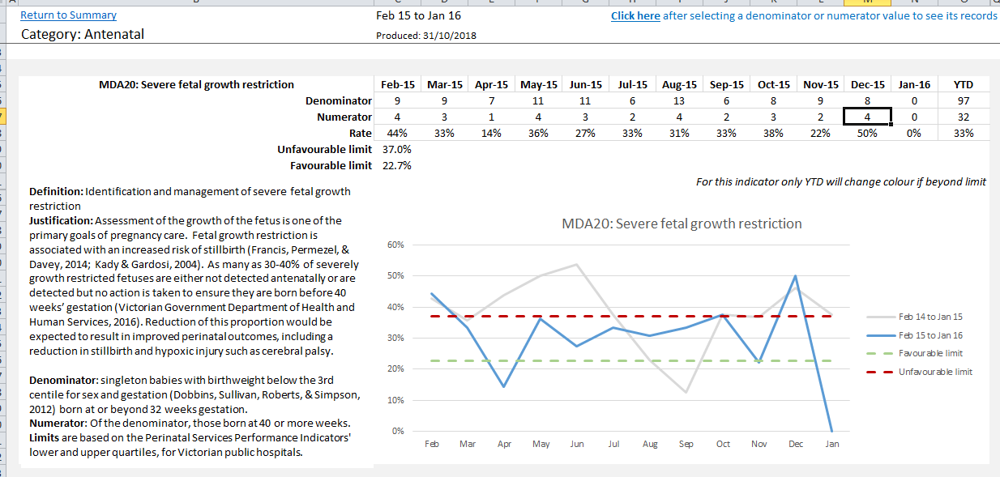 Return to Summary
Feb 15 to Jan 16
Click here after selecting a denominator or numerator value to see its records
Category: Antenatal
Produced: 31/10/2018
MDA20: Severe fetal growth restriction Feb-15 Mar-15 Apr-15 May-15 Jun-15 Jul-15 Aug-15 Sep-15 Oct-15 Nov-15 Dec-15 Jan-16 YTD
Denominator 9 9 7 11 11 6 13 6 8 9 8 0 97
Numerator 4 3 1 4 3 2 4 2 3 2 4 0 32
Rate 44% 33% 14% 36% 27% 33% 31% 33% 38% 22% 50% 0% 33%
Unfavourable limit 37.0%
Favourable limit 22.7%
For this indicator only YTD will change colour if beyond limit
Definition: Identification and management of severe fetal growth
restriction
Justification: Assessment of the growth of the fetus is one of the
primary goals of pregnancy care. Fetal growth restriction is
associated with an increased risk of stillbirth (Francis, Permezel, &
Davey, 2014; Kady & Gardosi, 2004). As many as 30-40% of severely
growth restricted fetuses are either not detected antenatally or are
detected but no action is taken to ensure they are born before 40
weeks' gestation (Victorian Government Department of Health and
Human Services, 2016). Reduction of this proportion would be
expected to result in improved perinatal outcomes, including a
reduction in stillbirth and hypoxic injury such as cerebral palsy.
Denominator: singleton babies with birthweight below the 3rd
centile for sex and gestation (Dobbins, Sullivan, Roberts, & Simpson,
2012) born at or beyond 32 weeks gestation.
Numerator: Of the denominator, those born at 40 or more weeks.
Limits are based on the Perinatal Services Performance Indicators'
lower and upper quartiles, for Victorian public hospitals.
MDA20: Severe fetal growth restriction
60%
50%
40%
30%
20%
10%
0%
Feb Mar Apr May Jun Jul Aug Sep Oct Nov Dec Jan
Feb 14 to Jan 15
Feb 15 to Jan 16
Favourable limit
Unfavourable limit